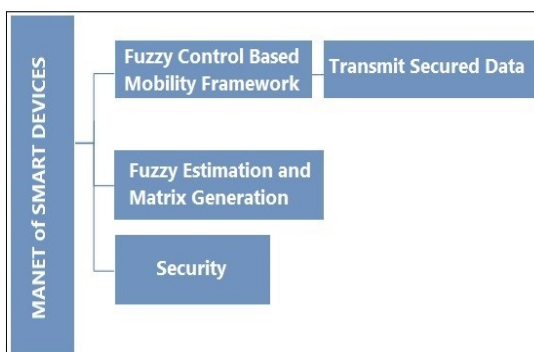 MANET of SMART DEVICES
Fuzzy Control Based
Mobility Framework
Transmit Secured Data
Fuzzy Estimation and
Matrix Generation
Security